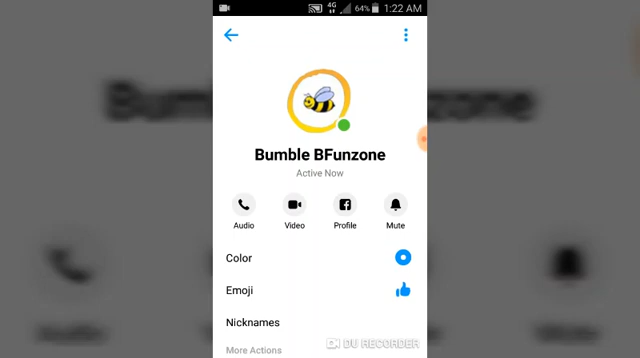 4G 64% 1:22 AM
Bumble BFunzone
Active Now
Audio Video Profile Mute
Color
Emoji
Nicknames
More Actions
DU RECORDER